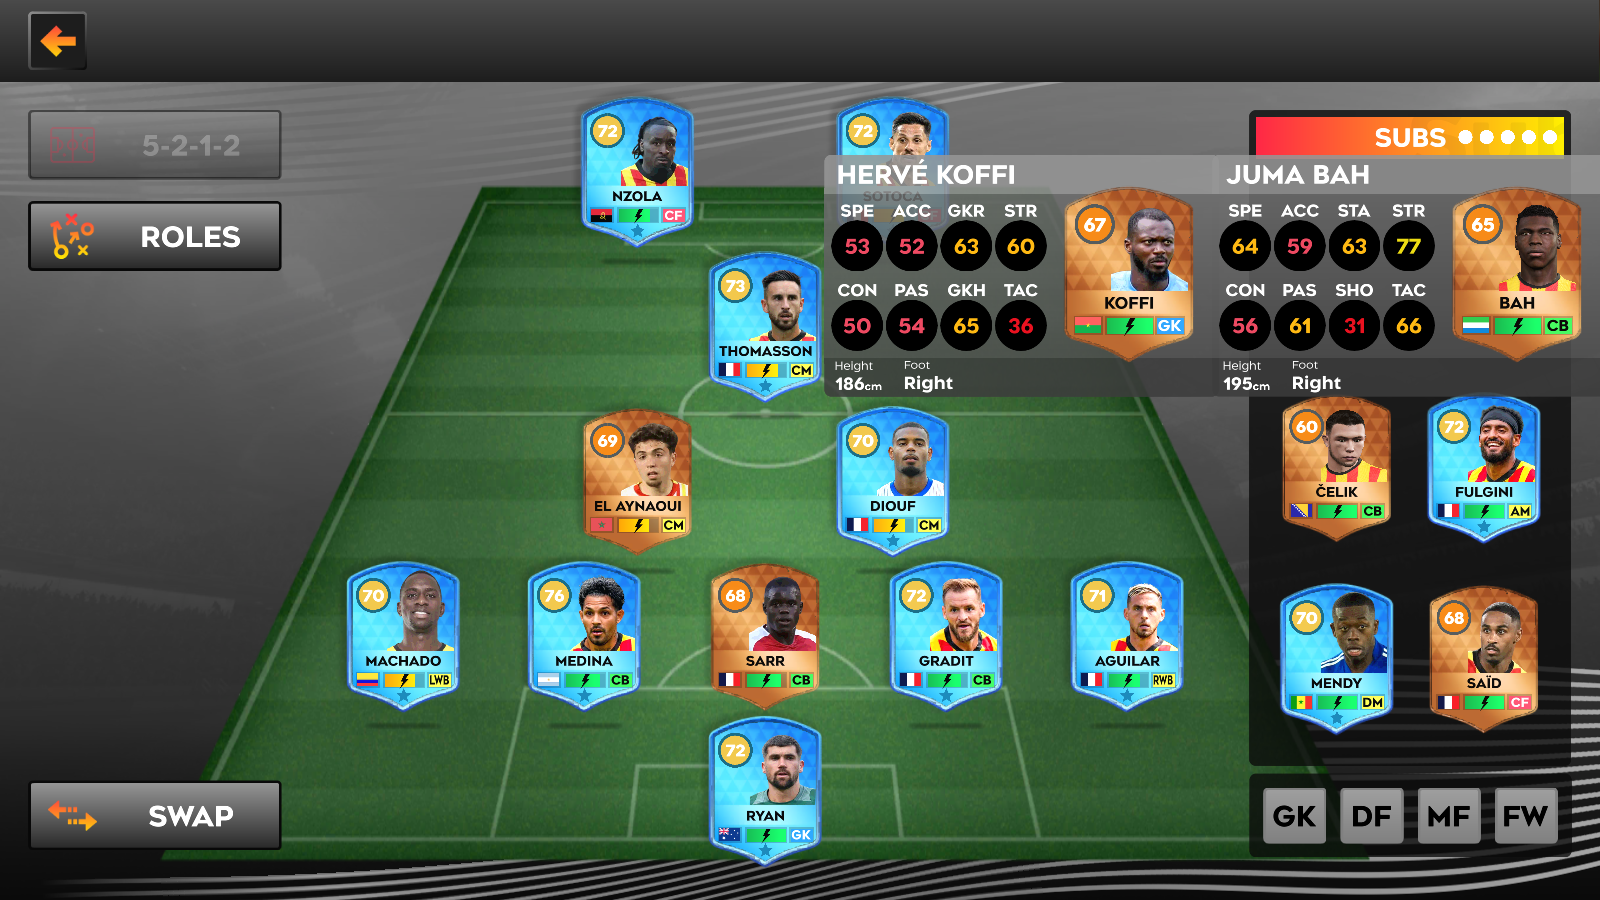 5-2-1-2
ROLES
SWAP
72
NZOLA
CF
72
SOTOCA
73
THOMASSON
CM
69
EL AYNAOUI
CM
70
DIOUF
CM
70
MACHADO
LWB
76
MEDINA
CB
68
SARR
CB
72
GRADIT
CB
71
AGUILAR
RWB
72
RYAN
GK
SUBS
HERVÉ KOFFI
SPE ACC GKR STR
53 52 63 60
CON PAS GKH TAC
50 54 65 36
Height Foot
186cm Right
67
KOFFI
GK
JUMA BAH
SPE ACC STA STR
64 59 63 77
CON PAS SHO TAC
56 61 31 66
Height Foot
195cm Right
65
BAH
CB
60
ČELIK
CB
72
FULGINI
AM
70
MENDY
DM
68
SAÏD
CF
GK DF MF FW